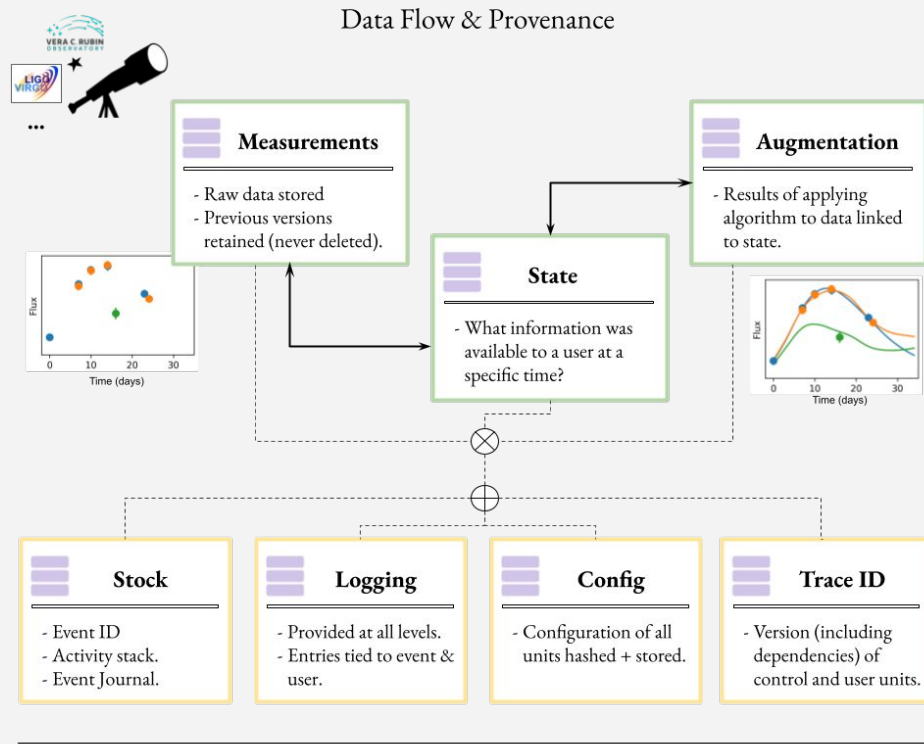 Data Flow & Provenance
VERA C. RUBIN
OBSERVATORY
LIGO
VIRGO
...
Measurements
- Raw data stored
- Previous versions
retained (never deleted).
Augmentation
- Results of applying
algorithm to data linked
to state.
State
- What information was
available to a user at a
specific time?
Flux
0 10 20 30
Time (days)
Flux
0 10 20 30
Time (days)
Stock
- Event ID
- Activity stack.
- Event Journal.
Logging
- Provided at all levels.
- Entries tied to event &
user.
Config
- Configuration of all
units hashed + stored.
Trace ID
- Version (including
dependencies) of
control and user units.